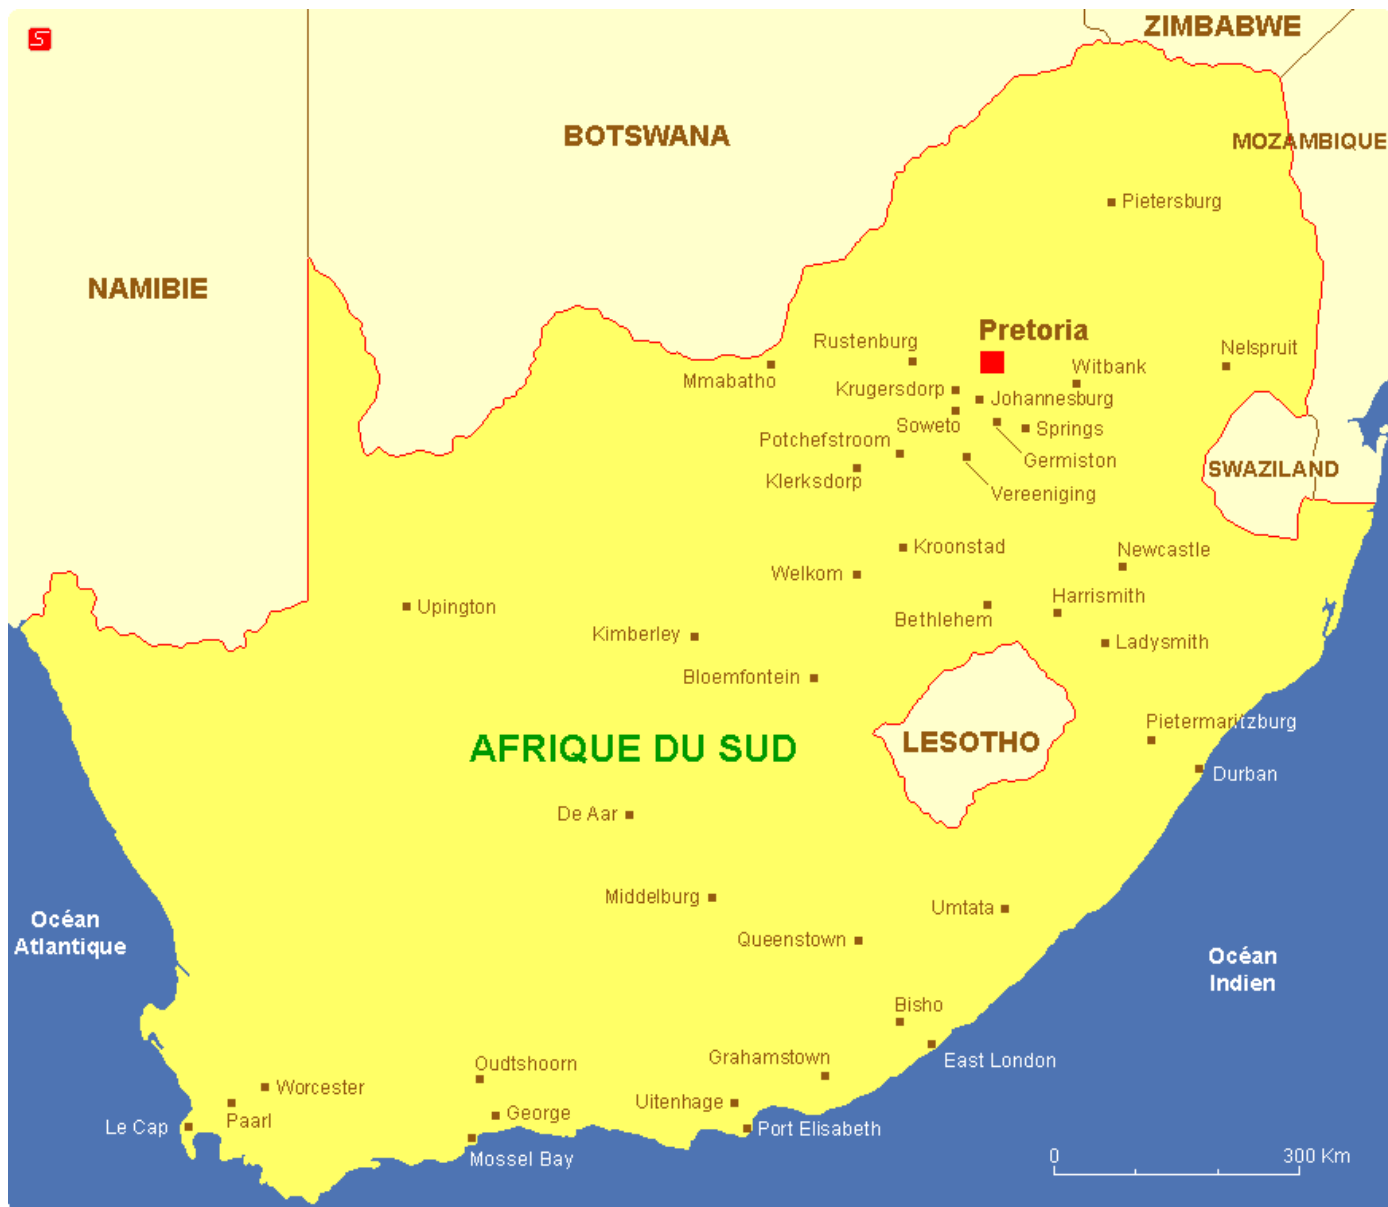 S
ZIMBABWE
BOTSWANA
MOZAMBIQUE
Pietersburg
NAMIBIE
Pretoria
Rustenburg
Nelspruit
Mmabatho
Witbank
Krugersdorp
Johannesburg
Soweto
Springs
Potchefstroom
Germiston
SWAZILAND
Klerksdorp
Vereeniging
Kroonstad
Newcastle
Welkom
Harrismith
Upington
Bethlehem
Kimberley
Ladysmith
Bloemfontein
Pietermaritzburg
LESOTHO
AFRIQUE DU SUD
Durban
De Aar
Middelburg
Umtata
Océan
Atlantique
Queenstown
Océan
Indien
Bisho
Grahamstown
East London
Oudtshoorn
Worcester
Uitenhage
George
Paarl
Le Cap
Port Elisabeth
Mossel Bay
0 300 Km